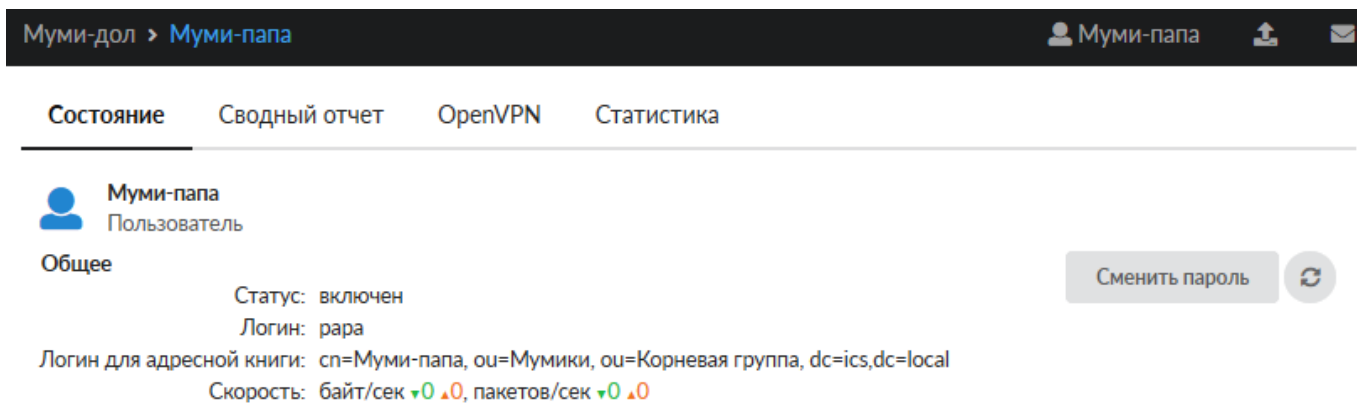 Муми-дол > Муми-папа Муми-папа
Состояние Сводный отчет OpenVPN Статистика
Муми-папа
Пользователь
Общее
Сменить пароль
Статус: включен
Логин: papa
Логин для адресной книги: cn=Муми-папа, ou=Мумики, ou=Корневая группа, dc=ics,dc=local
Скорость: байт/сек ▾0 ▴0, пакетов/сек ▾0 ▴0